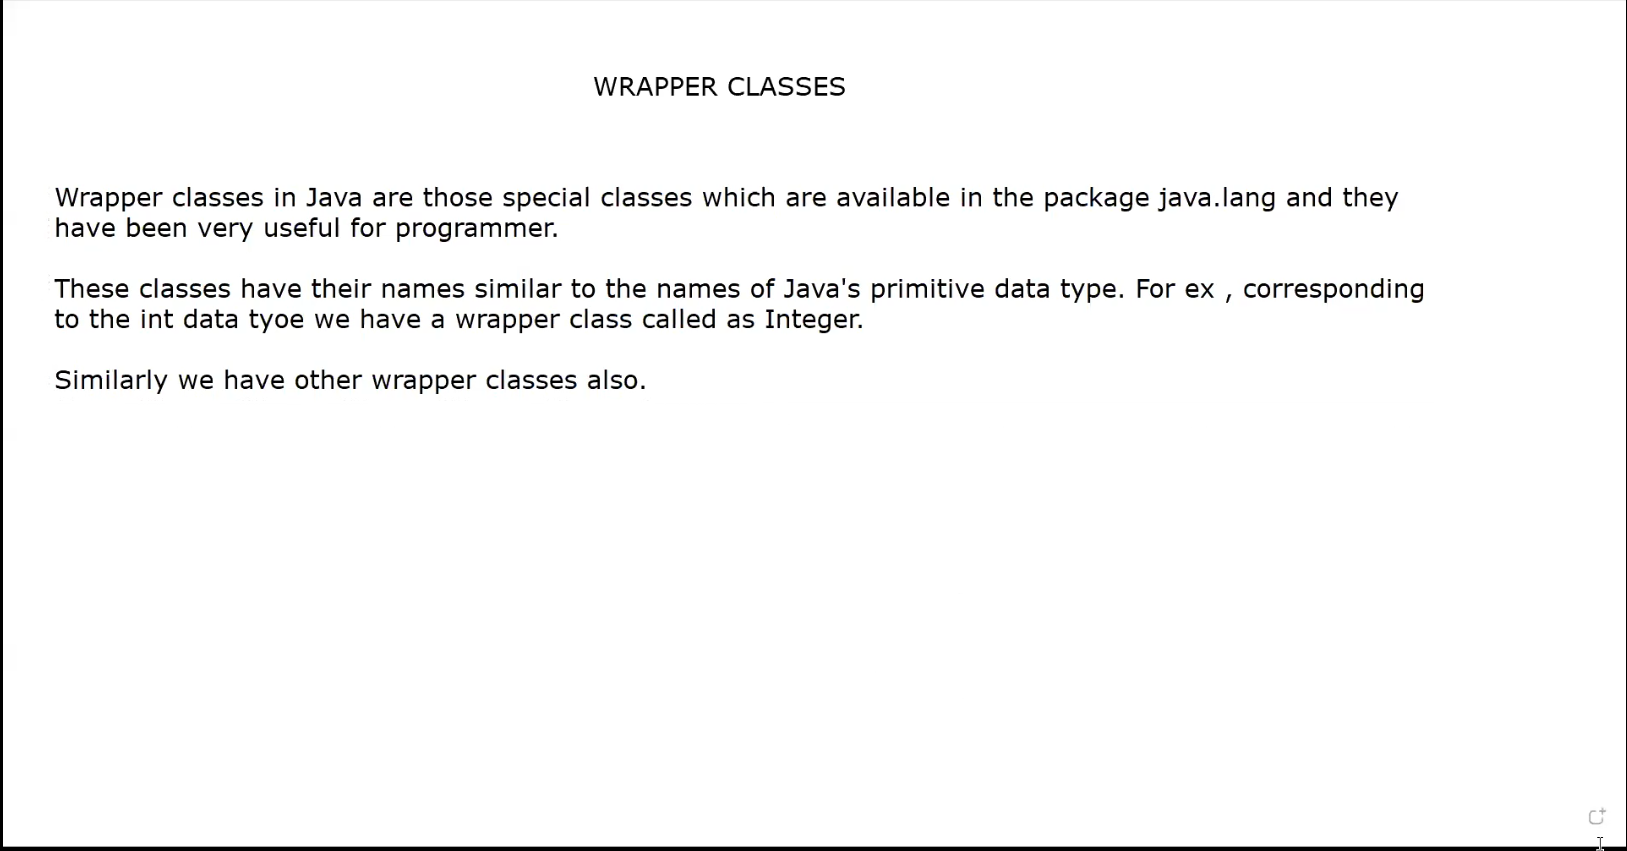 WRAPPER CLASSES
Wrapper classes in Java are those special classes which are available in the package java.lang and they
have been very useful for programmer.
These classes have their names similar to the names of Java's primitive data type. For ex , corresponding
to the int data tyoe we have a wrapper class called as Integer.
Similarly we have other wrapper classes also.